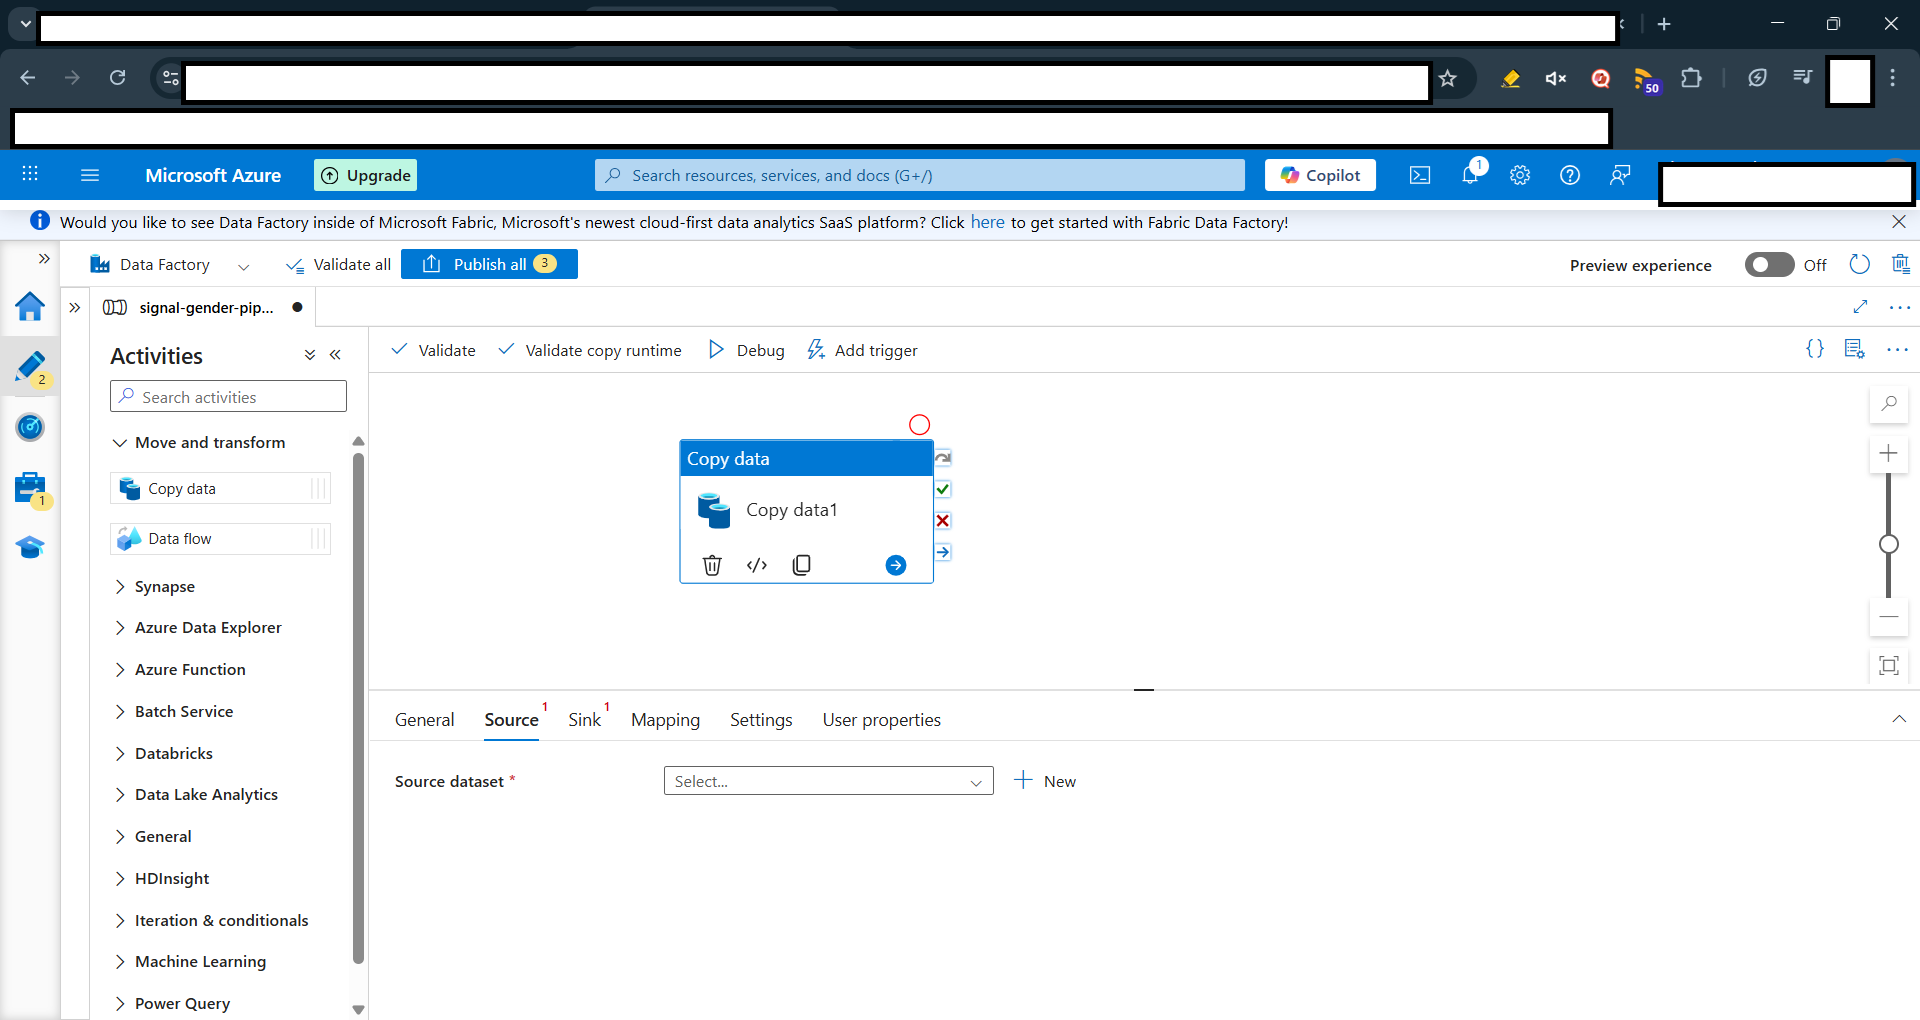 50
Microsoft Azure
Upgrade
Search resources, services, and docs (G+/)
Copilot
1
Would you like to see Data Factory inside of Microsoft Fabric, Microsoft's newest cloud-first data analytics SaaS platform? Click here to get started with Fabric Data Factory!
Data Factory
Validate all
Publish all 3
Preview experience
Off
signal-gender-pip...
2
1
Activities
Search activities
Move and transform
Copy data
Data flow
Synapse
Azure Data Explorer
Azure Function
Batch Service
Databricks
Data Lake Analytics
General
HDInsight
Iteration & conditionals
Machine Learning
Power Query
Validate
Validate copy runtime
Debug
Add trigger
{}
Copy data
Copy data1
General
Source 1
Sink 1
Mapping
Settings
User properties
Source dataset *
Select...
New